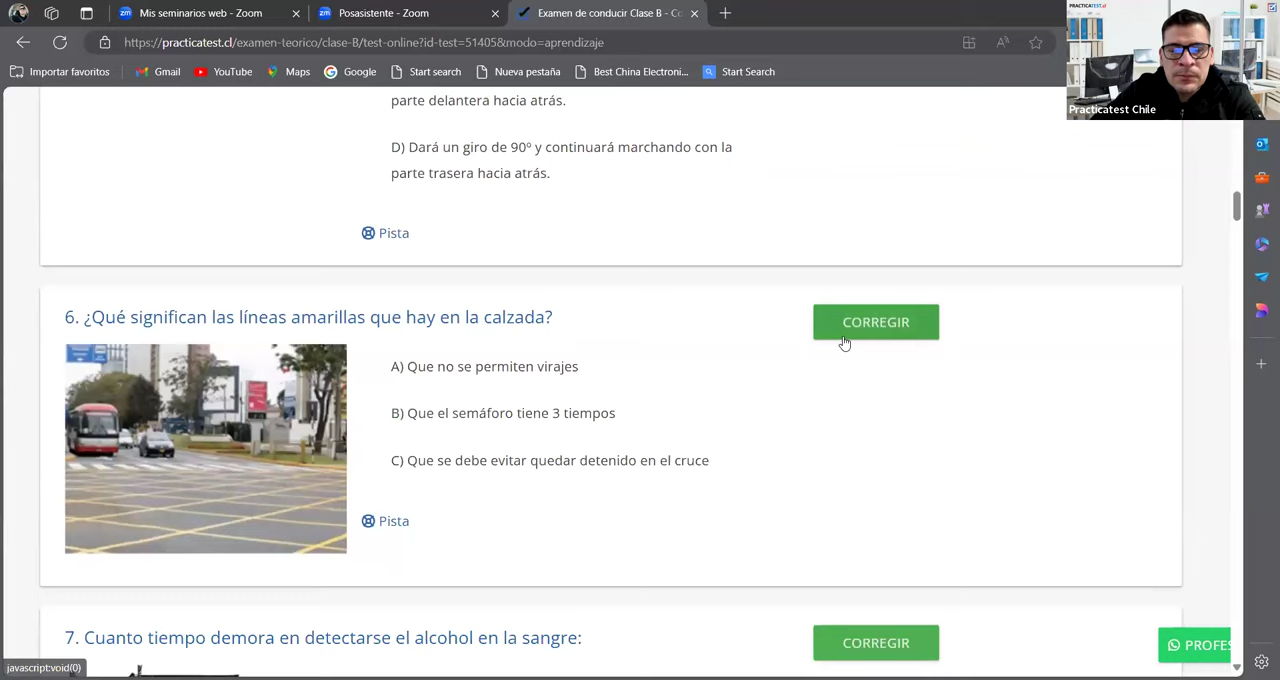 Mis seminarios web - Zoom
Posasistente - Zoom
Examen de conducir Clase B - Co
https://practicatest.cl/examen-teorico/clase-B/test-online?id-test=51405&modo=aprendizaje
Importar favoritos
Gmail
YouTube
Maps
Google
Start search
Nueva pestaña
Best China Electroni...
Start Search
PRACTICATEST.cl
Practicatest Chile
parte delantera hacia atrás.
D) Dará un giro de 90º y continuará marchando con la
parte trasera hacia atrás.
Pista
6. ¿Qué significan las líneas amarillas que hay en la calzada?
CORREGIR
A) Que no se permiten virajes
B) Que el semáforo tiene 3 tiempos
C) Que se debe evitar quedar detenido en el cruce
Pista
7. Cuanto tiempo demora en detectarse el alcohol en la sangre:
CORREGIR
PROFES
javascript:void(0)